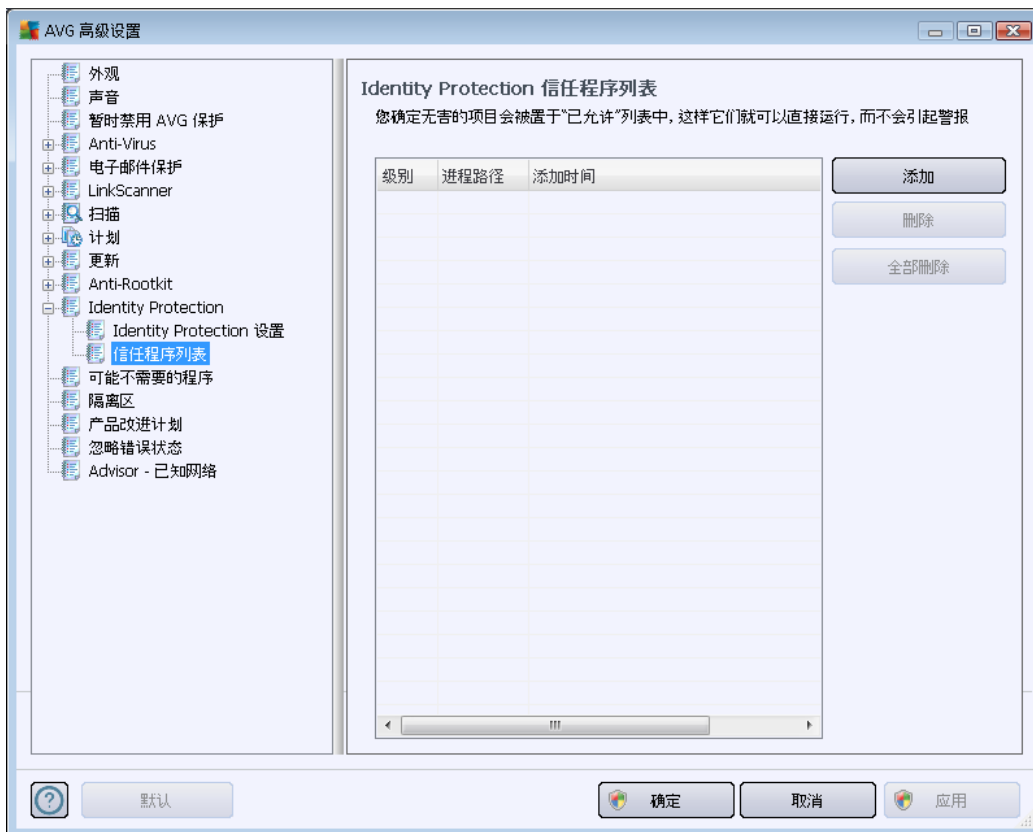 AVG 高级设置
外观
声音
暂时禁用 AVG 保护
Anti-Virus
电子邮件保护
LinkScanner
扫描
计划
更新
Anti-Rootkit
Identity Protection
Identity Protection 设置
信任程序列表
可能不需要的程序
隔离区
产品改进计划
忽略错误状态
Advisor - 已知网络
Identity Protection 信任程序列表
您确定无害的项目会被置于“已允许”列表中, 这样它们就可以直接运行, 而不会引起警报
级别 进程路径 添加时间
添加
删除
全部删除
默认 确定 取消 应用